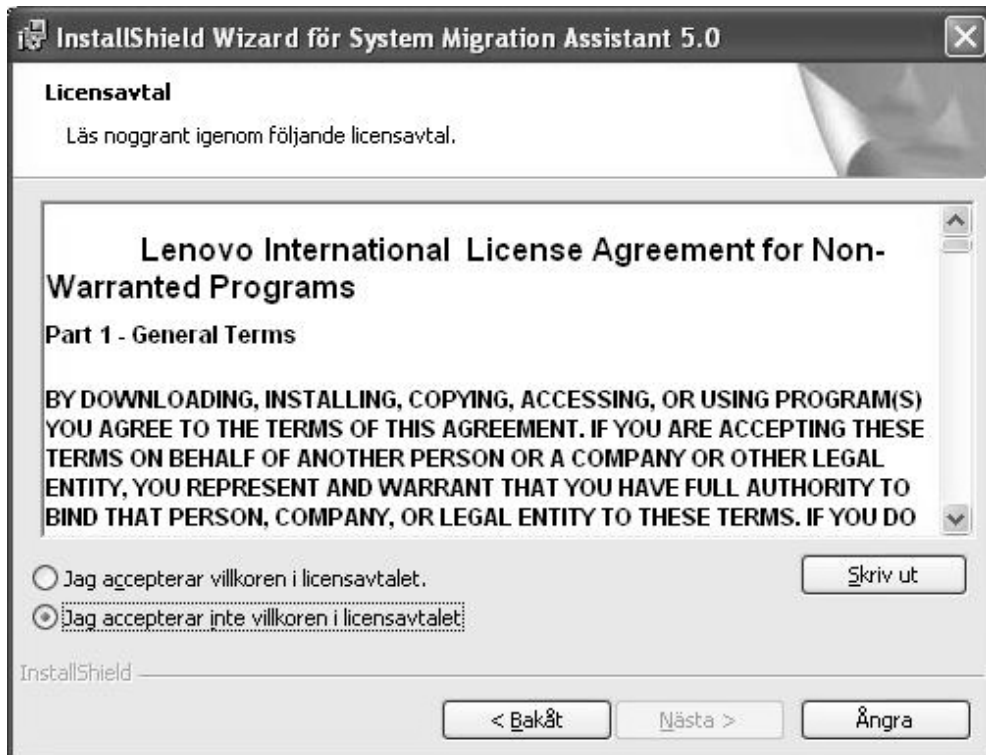 InstallShield Wizard för System Migration Assistant 5.0
Licensavtal
Läs noggrant igenom följande licensavtal.
Lenovo International License Agreement for Non-
Warranted Programs
Part 1 - General Terms
BY DOWNLOADING, INSTALLING, COPYING, ACCESSING, OR USING PROGRAM(S)
YOU AGREE TO THE TERMS OF THIS AGREEMENT. IF YOU ARE ACCEPTING THESE
TERMS ON BEHALF OF ANOTHER PERSON OR A COMPANY OR OTHER LEGAL
ENTITY, YOU REPRESENT AND WARRANT THAT YOU HAVE FULL AUTHORITY TO
BIND THAT PERSON, COMPANY, OR LEGAL ENTITY TO THESE TERMS. IF YOU DO
Jag accepterar villkoren i licensavtalet.
Skriv ut
Jag accepterar inte villkoren i licensavtalet
InstallShield
< Bakåt
Nästa >
Ångra